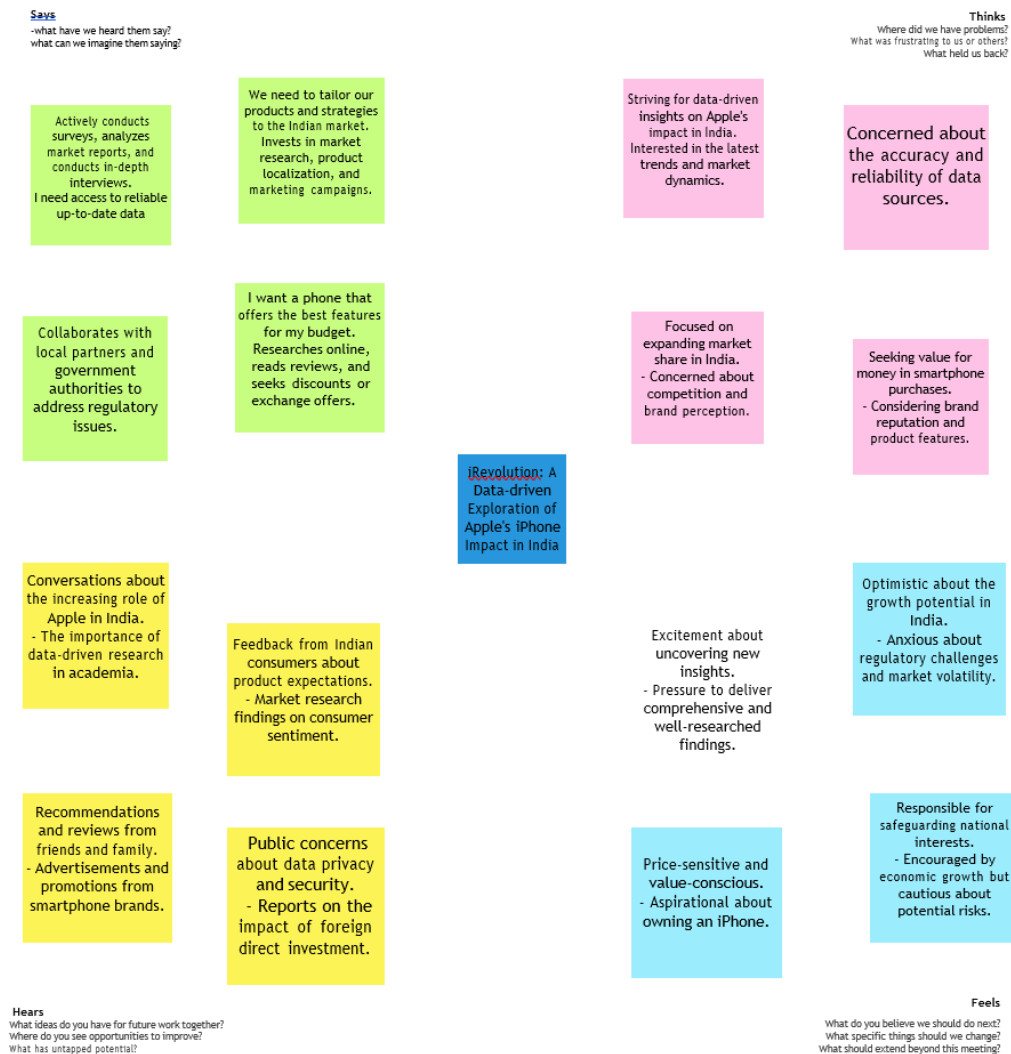 Says
-what have we heard them say?
what can we imagine them saying?
Thinks
Where did we have problems?
What was frustrating to us or others?
What held us back?
Actively conducts
surveys, analyzes
market reports, and
conducts in-depth
interviews.
I need access to reliable
up-to-date data
We need to tailor our
products and strategies
to the Indian market.
Invests in market
research, product
localization, and
marketing campaigns.
Striving for data-driven
insights on Apple's
impact in India.
Interested in the latest
trends and market
dynamics.
Concerned about
the accuracy and
reliability of data
sources.
Collaborates with
local partners and
government
authorities to
address regulatory
issues.
I want a phone that
offers the best features
for my budget.
Researches online,
reads reviews, and
seeks discounts or
exchange offers.
Focused on
expanding market
share in India.
- Concerned about
competition and
brand perception.
Seeking value for
money in smartphone
purchases.
- Considering brand
reputation and
product features.
iRevolution: A
Data-driven
Exploration of
Apple's iPhone
Impact in India
Conversations about
the increasing role of
Apple in India.
- The importance of
data-driven research
in academia.
Feedback from Indian
consumers about
product expectations.
- Market research
findings on consumer
sentiment.
Excitement about
uncovering new
insights.
- Pressure to deliver
comprehensive and
well-researched
findings.
Optimistic about the
growth potential in
India.
- Anxious about
regulatory challenges
and market volatility.
Recommendations
and reviews from
friends and family.
- Advertisements and
promotions from
smartphone brands.
Public concerns
about data privacy
and security.
- Reports on the
impact of foreign
direct investment.
Price-sensitive and
value-conscious.
- Aspirational about
owning an iPhone.
Responsible for
safeguarding national
interests.
- Encouraged by
economic growth but
cautious about
potential risks.
Hears
What ideas do you have for future work together?
Where do you see opportunities to improve?
What has untapped potential?
Feels
What do you believe we should do next?
What specific things should we change?
What should extend beyond this meeting?